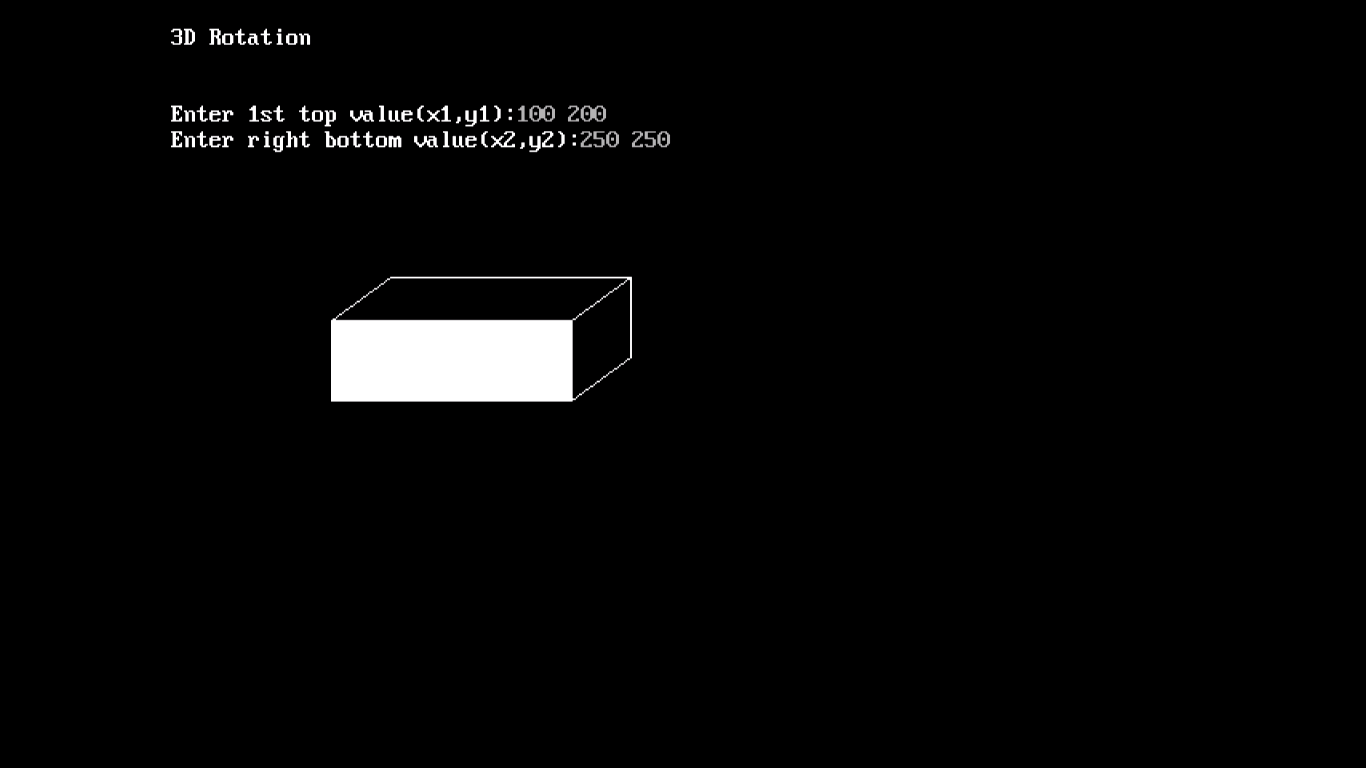 3D Rotation
Enter 1st top value(x1,y1):100 200
Enter right bottom value(x2,y2):250 250